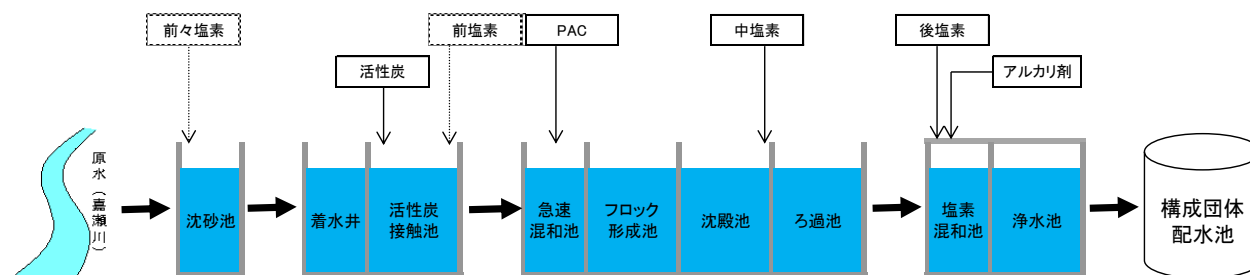 前々塩素
前塩素
PAC
中塩素
後塩素
活性炭
アルカリ剤
原水（嘉瀬川）
沈砂池
着水井
活性炭
接触池
急速
混和池
フロック
形成池
沈殿池
ろ過池
塩素
混和池
浄水池
構成団体
配水池